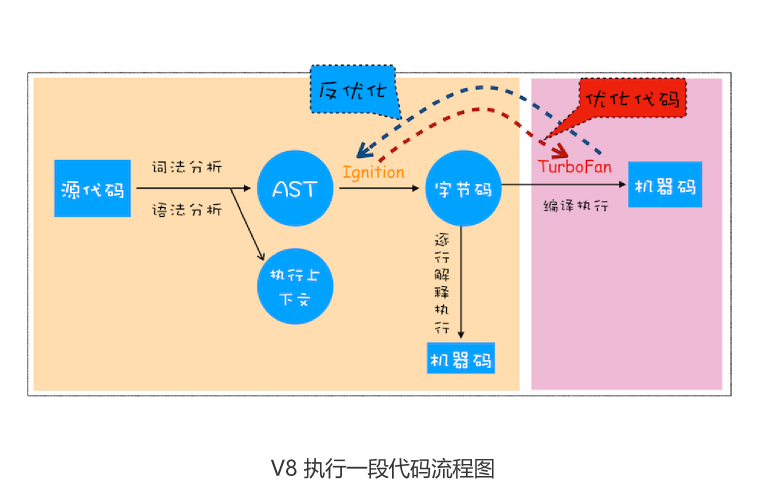 反优化
优化代码
源代码
词法分析
语法分析
AST
Ignition
字节码
TurboFan
编译执行
机器码
执行上
下文
逐行解释执行
机器码
V8 执行一段代码流程图